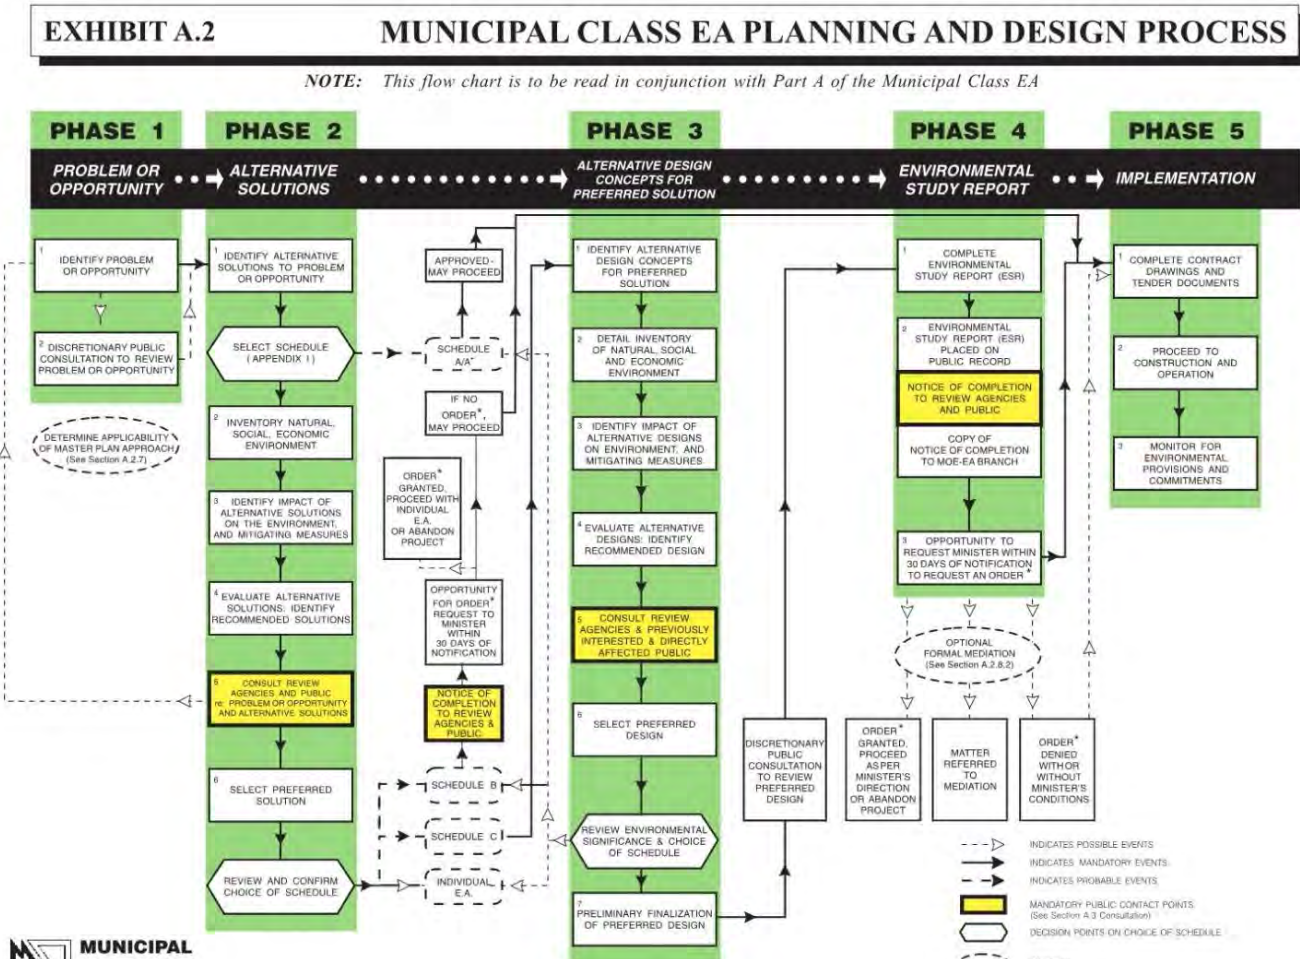 EXHIBIT A.2
MUNICIPAL CLASS EA PLANNING AND DESIGN PROCESS
NOTE: This flow chart is to be read in conjunction with Part A of the Municipal Class EA
PHASE 1
PHASE 2
PHASE 3
PHASE 4
PHASE 5
PROBLEM OR
OPPORTUNITY
ALTERNATIVE
SOLUTIONS
ALTERNATIVE DESIGN
CONCEPTS FOR
PREFERRED SOLUTION
ENVIRONMENTAL
STUDY REPORT
IMPLEMENTATION
1
IDENTIFY PROBLEM
OR OPPORTUNITY
2 DISCRETIONARY PUBLIC
CONSULTATION TO REVIEW
PROBLEM OR OPPORTUNITY
DETERMINE APPLICABILITY
OF MASTER PLAN APPROACH
(See Section A.2.7)
1
IDENTIFY ALTERNATIVE
SOLUTIONS TO PROBLEM
OR OPPORTUNITY
SELECT SCHEDULE
(APPENDIX I)
2
INVENTORY NATURAL,
SOCIAL, ECONOMIC
ENVIRONMENT
3 IDENTIFY IMPACT OF
ALTERNATIVE SOLUTIONS
ON THE ENVIRONMENT,
AND MITIGATING MEASURES
4 EVALUATE ALTERNATIVE
SOLUTIONS: IDENTIFY
RECOMMENDED SOLUTIONS
5 CONSULT REVIEW
AGENCIES AND PUBLIC
re: PROBLEM OR OPPORTUNITY
AND ALTERNATIVE SOLUTIONS
6
SELECT PREFERRED
SOLUTION
REVIEW AND CONFIRM
CHOICE OF SCHEDULE
APPROVED-
MAY PROCEED
SCHEDULE
A/A+
IF NO
ORDER*,
MAY PROCEED
ORDER*
GRANTED,
PROCEED WITH
INDIVIDUAL
E.A.
OR ABANDON
PROJECT
OPPORTUNITY
FOR ORDER*
REQUEST TO
MINISTER
WITHIN
30 DAYS OF
NOTIFICATION
NOTICE OF
COMPLETION
TO REVIEW
AGENCIES &
PUBLIC
SCHEDULE B
SCHEDULE C
INDIVIDUAL
E.A.
1 IDENTIFY ALTERNATIVE
DESIGN CONCEPTS
FOR PREFERRED
SOLUTION
2 DETAIL INVENTORY
OF NATURAL, SOCIAL
AND ECONOMIC
ENVIRONMENT
3 IDENTIFY IMPACT OF
ALTERNATIVE DESIGNS
ON ENVIRONMENT, AND
MITIGATING MEASURES
4 EVALUATE ALTERNATIVE
DESIGNS: IDENTIFY
RECOMMENDED DESIGN
5 CONSULT REVIEW
AGENCIES & PREVIOUSLY
INTERESTED & DIRECTLY
AFFECTED PUBLIC
6
SELECT PREFERRED
DESIGN
REVIEW ENVIRONMENTAL
SIGNIFICANCE & CHOICE
OF SCHEDULE
7
PRELIMINARY FINALIZATION
OF PREFERRED DESIGN
DISCRETIONARY
PUBLIC
CONSULTATION
TO REVIEW
PREFERRED
DESIGN
1
COMPLETE
ENVIRONMENTAL
STUDY REPORT (ESR)
2 ENVIRONMENTAL
STUDY REPORT (ESR)
PLACED ON
PUBLIC RECORD
NOTICE OF COMPLETION
TO REVIEW AGENCIES
AND PUBLIC
COPY OF
NOTICE OF COMPLETION
TO MOE-EA BRANCH
3 OPPORTUNITY TO
REQUEST MINISTER WITHIN
30 DAYS OF NOTIFICATION
TO REQUEST AN ORDER*
OPTIONAL
FORMAL MEDIATION
(See Section A.2.8.2)
ORDER*
GRANTED,
PROCEED
AS PER
MINISTER'S
DIRECTION
OR ABANDON
PROJECT
MATTER
REFERRED
TO
MEDIATION
ORDER*
DENIED
WITH OR
WITHOUT
MINISTER'S
CONDITIONS
1
COMPLETE CONTRACT
DRAWINGS AND
TENDER DOCUMENTS
2
PROCEED TO
CONSTRUCTION AND
OPERATION
3
MONITOR FOR
ENVIRONMENTAL
PROVISIONS AND
COMMITMENTS
INDICATES POSSIBLE EVENTS
INDICATES MANDATORY EVENTS
INDICATES PROBABLE EVENTS
MANDATORY PUBLIC CONTACT POINTS
(See Section A.3 Consultation)
DECISION POINTS ON CHOICE OF SCHEDULE
MUNICIPAL